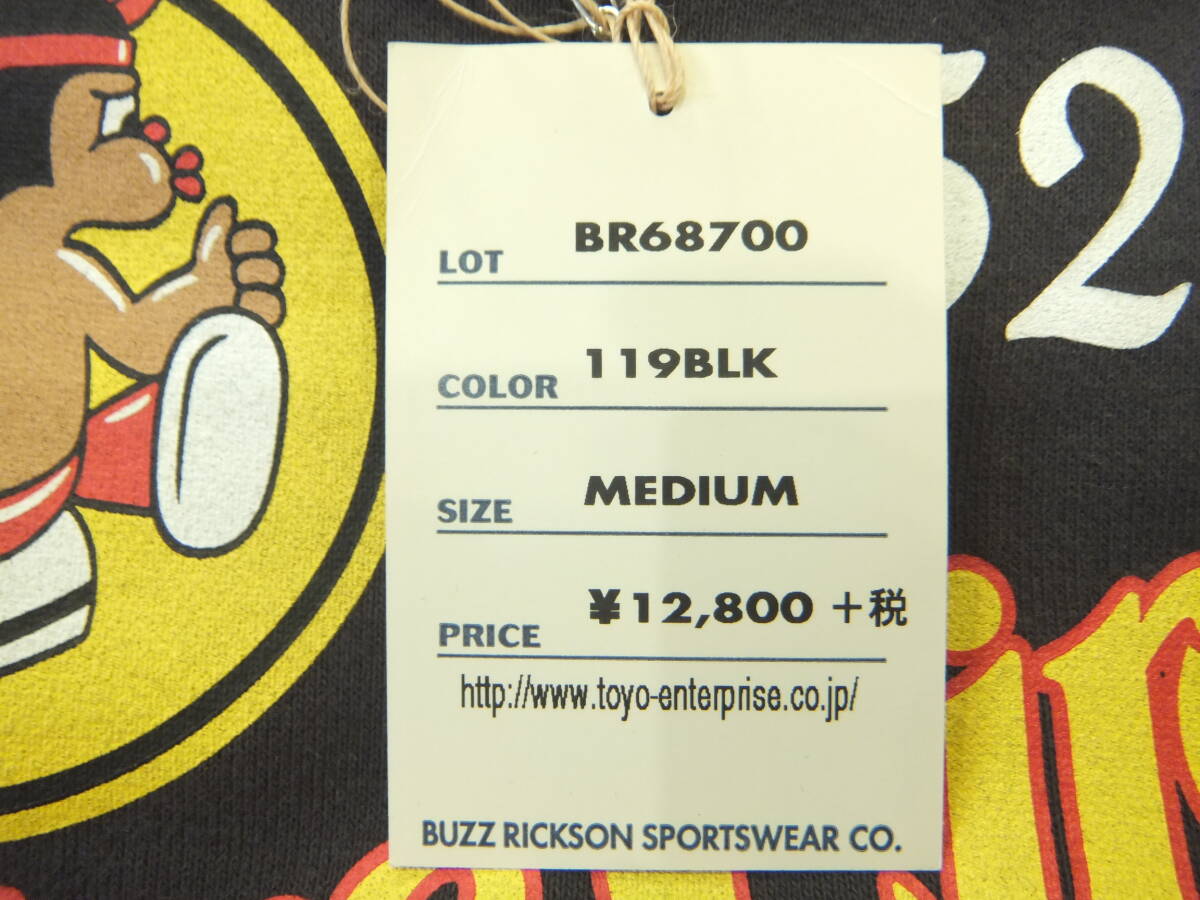 LOT BR68700
COLOR 119BLK
SIZE MEDIUM
PRICE ¥12,800 +税
http://www.toyo-enterprise.co.jp/
BUZZ RICKSON SPORTSWEAR CO.
52